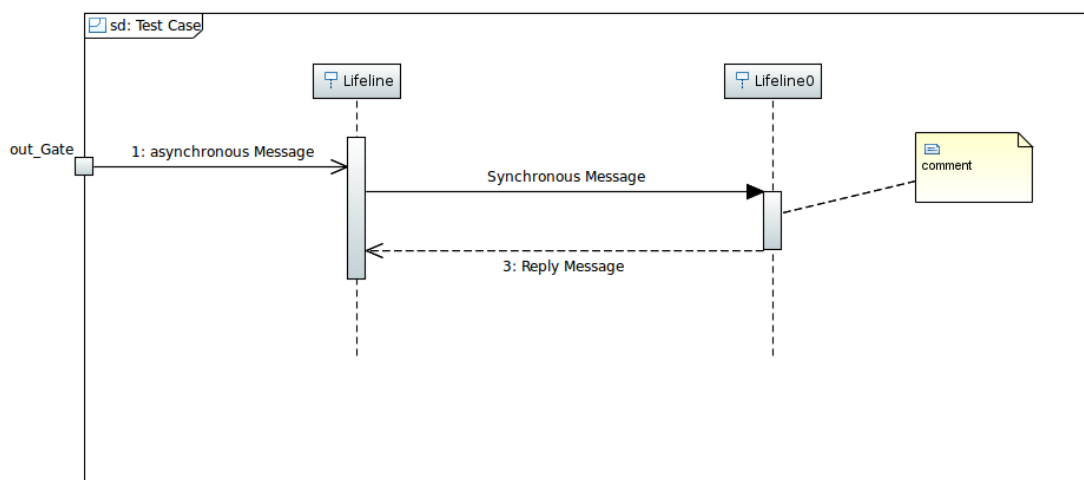 sd: Test Case
Lifeline
Lifeline0
out_Gate
1: asynchronous Message
comment
Synchronous Message
3: Reply Message